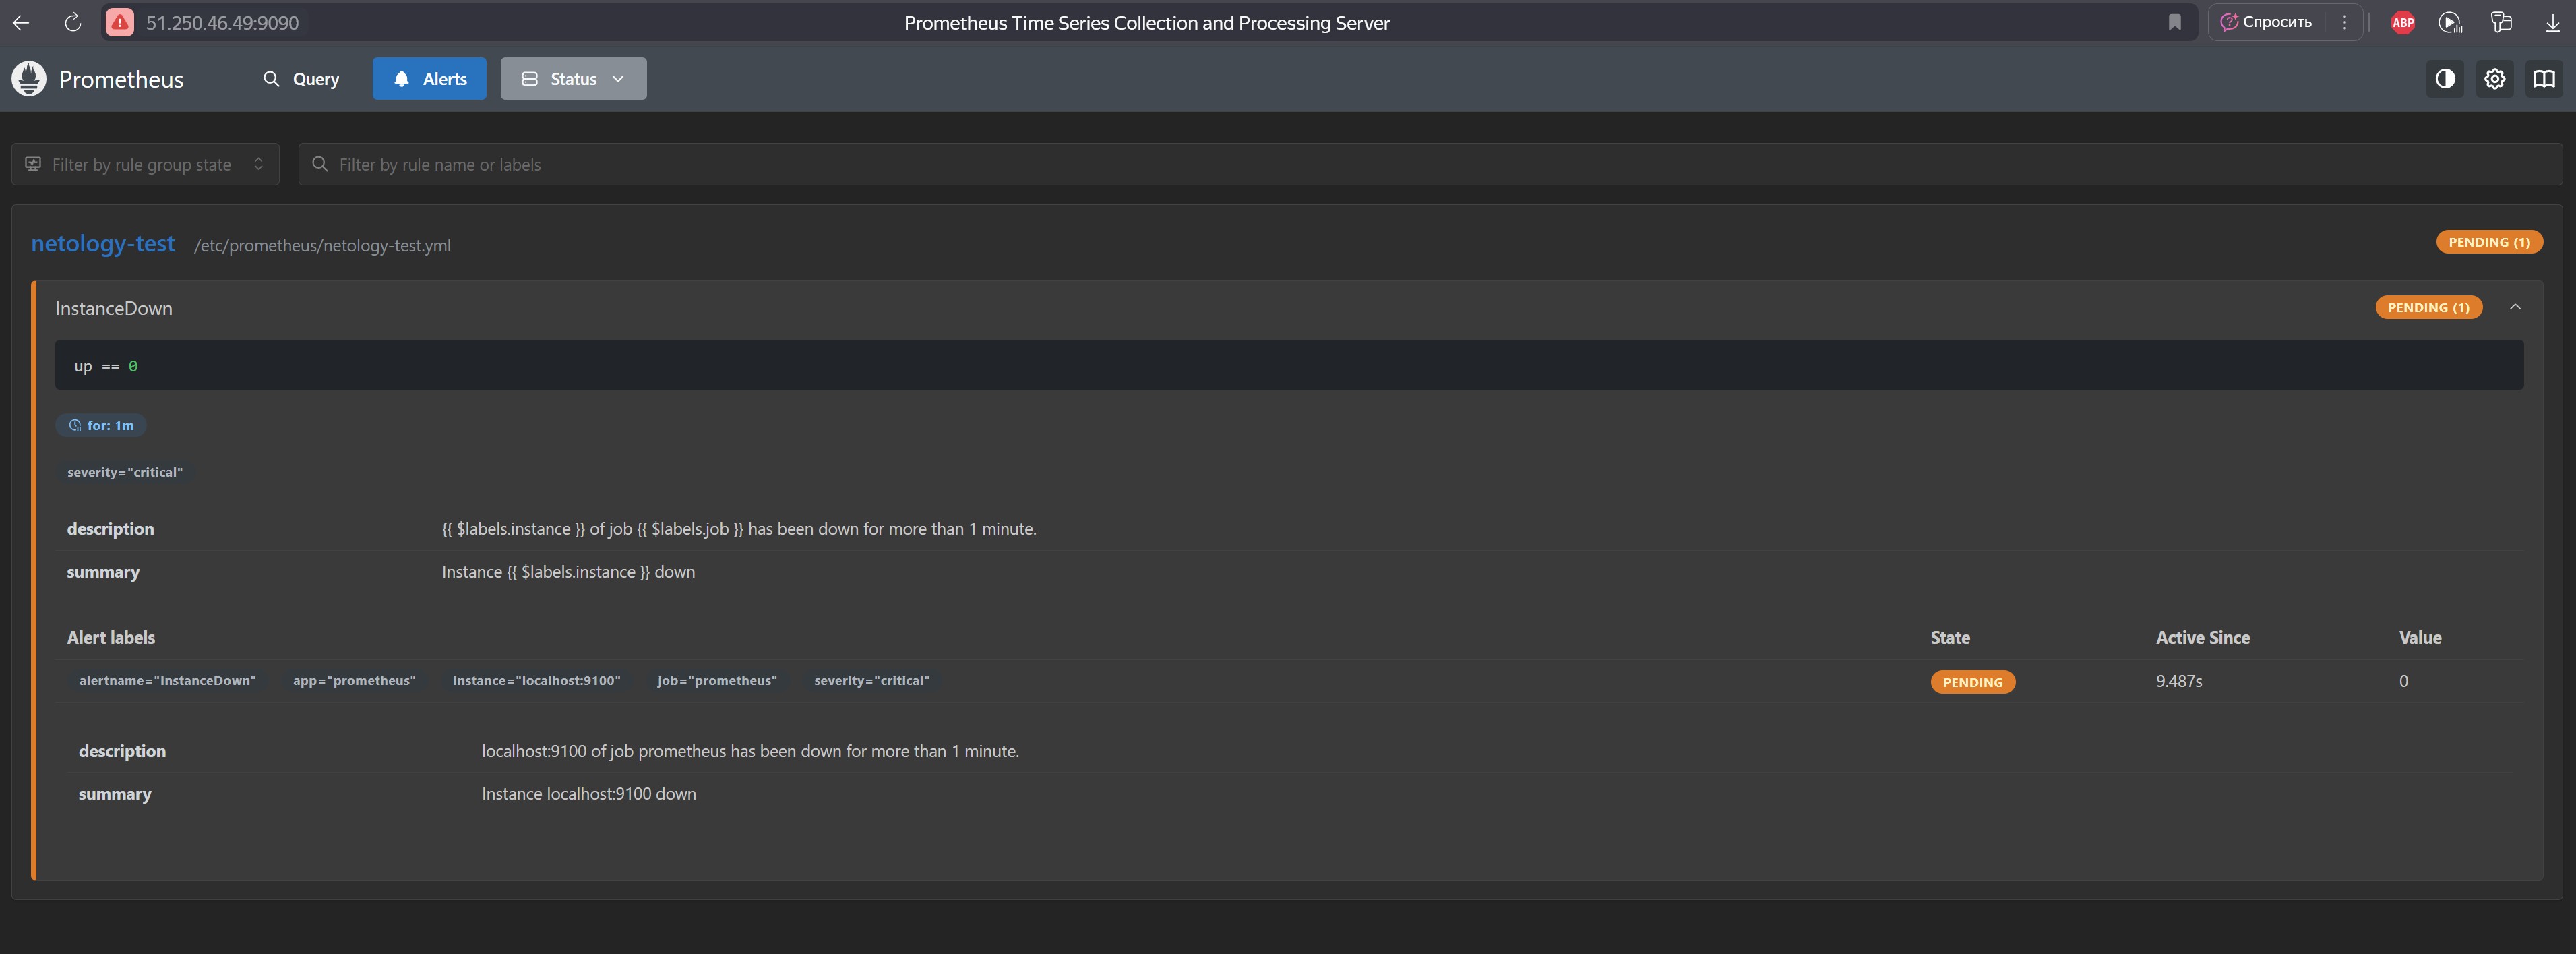 51.250.46.49:9090
Prometheus Time Series Collection and Processing Server
Спросить
ABP
Prometheus
Query
Alerts
Status
Filter by rule group state
Filter by rule name or labels
netology-test /etc/prometheus/netology-test.yml
PENDING (1)
InstanceDown
PENDING (1)
up == 0
for: 1m
severity="critical"
description {{ $labels.instance }} of job {{ $labels.job }} has been down for more than 1 minute.
summary Instance {{ $labels.instance }} down
Alert labels State Active Since Value
alertname="InstanceDown" app="prometheus" instance="localhost:9100" job="prometheus" severity="critical" PENDING 9.487s 0
description localhost:9100 of job prometheus has been down for more than 1 minute.
summary Instance localhost:9100 down